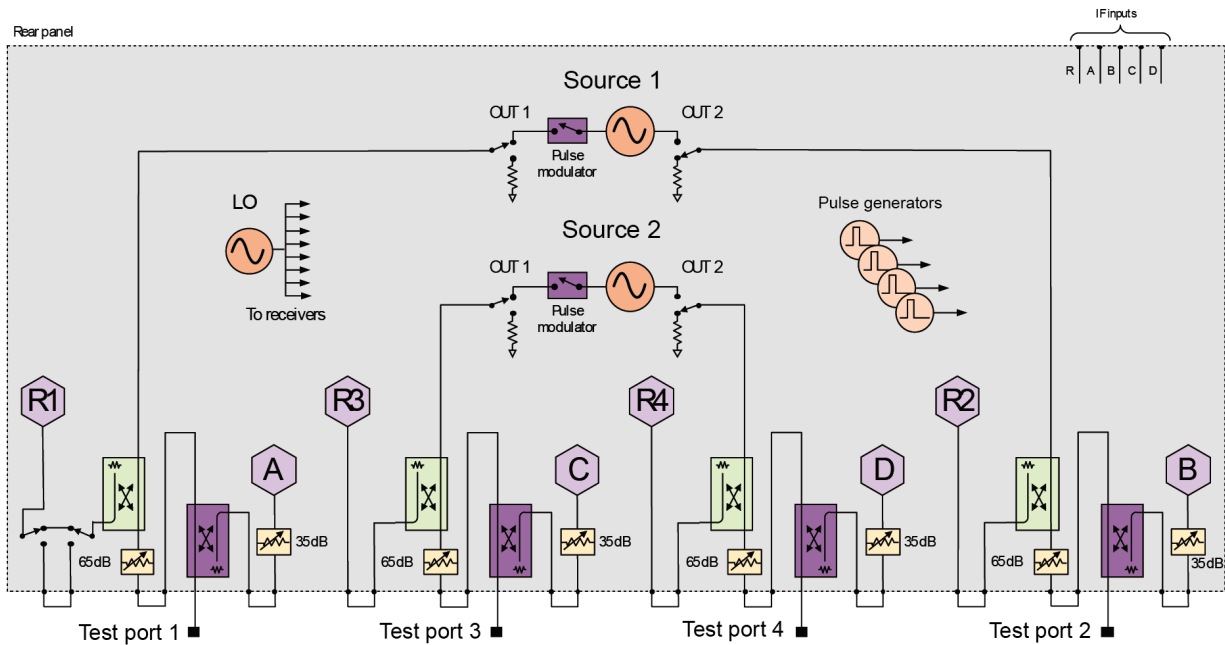 IF inputs
Rear panel
R A B C D
Source 1
OUT 1
OUT 2
Pulse
modulator
LO
To receivers
Pulse generators
Source 2
OUT 1
OUT 2
Pulse
modulator
R1
R3
R4
R2
A
C
D
B
65dB
35dB
65dB
35dB
65dB
35dB
65dB
35dB
Test port 1
Test port 3
Test port 4
Test port 2